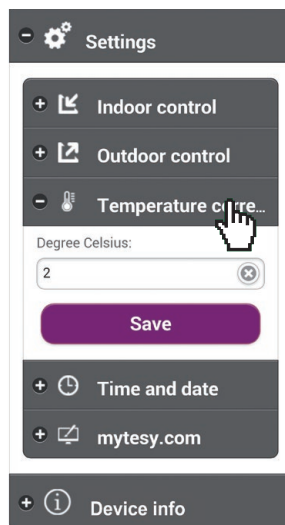 Settings
Indoor control
Outdoor control
Temperature corre...
Degree Celsius:
2
Save
Time and date
mytesy.com
Device info